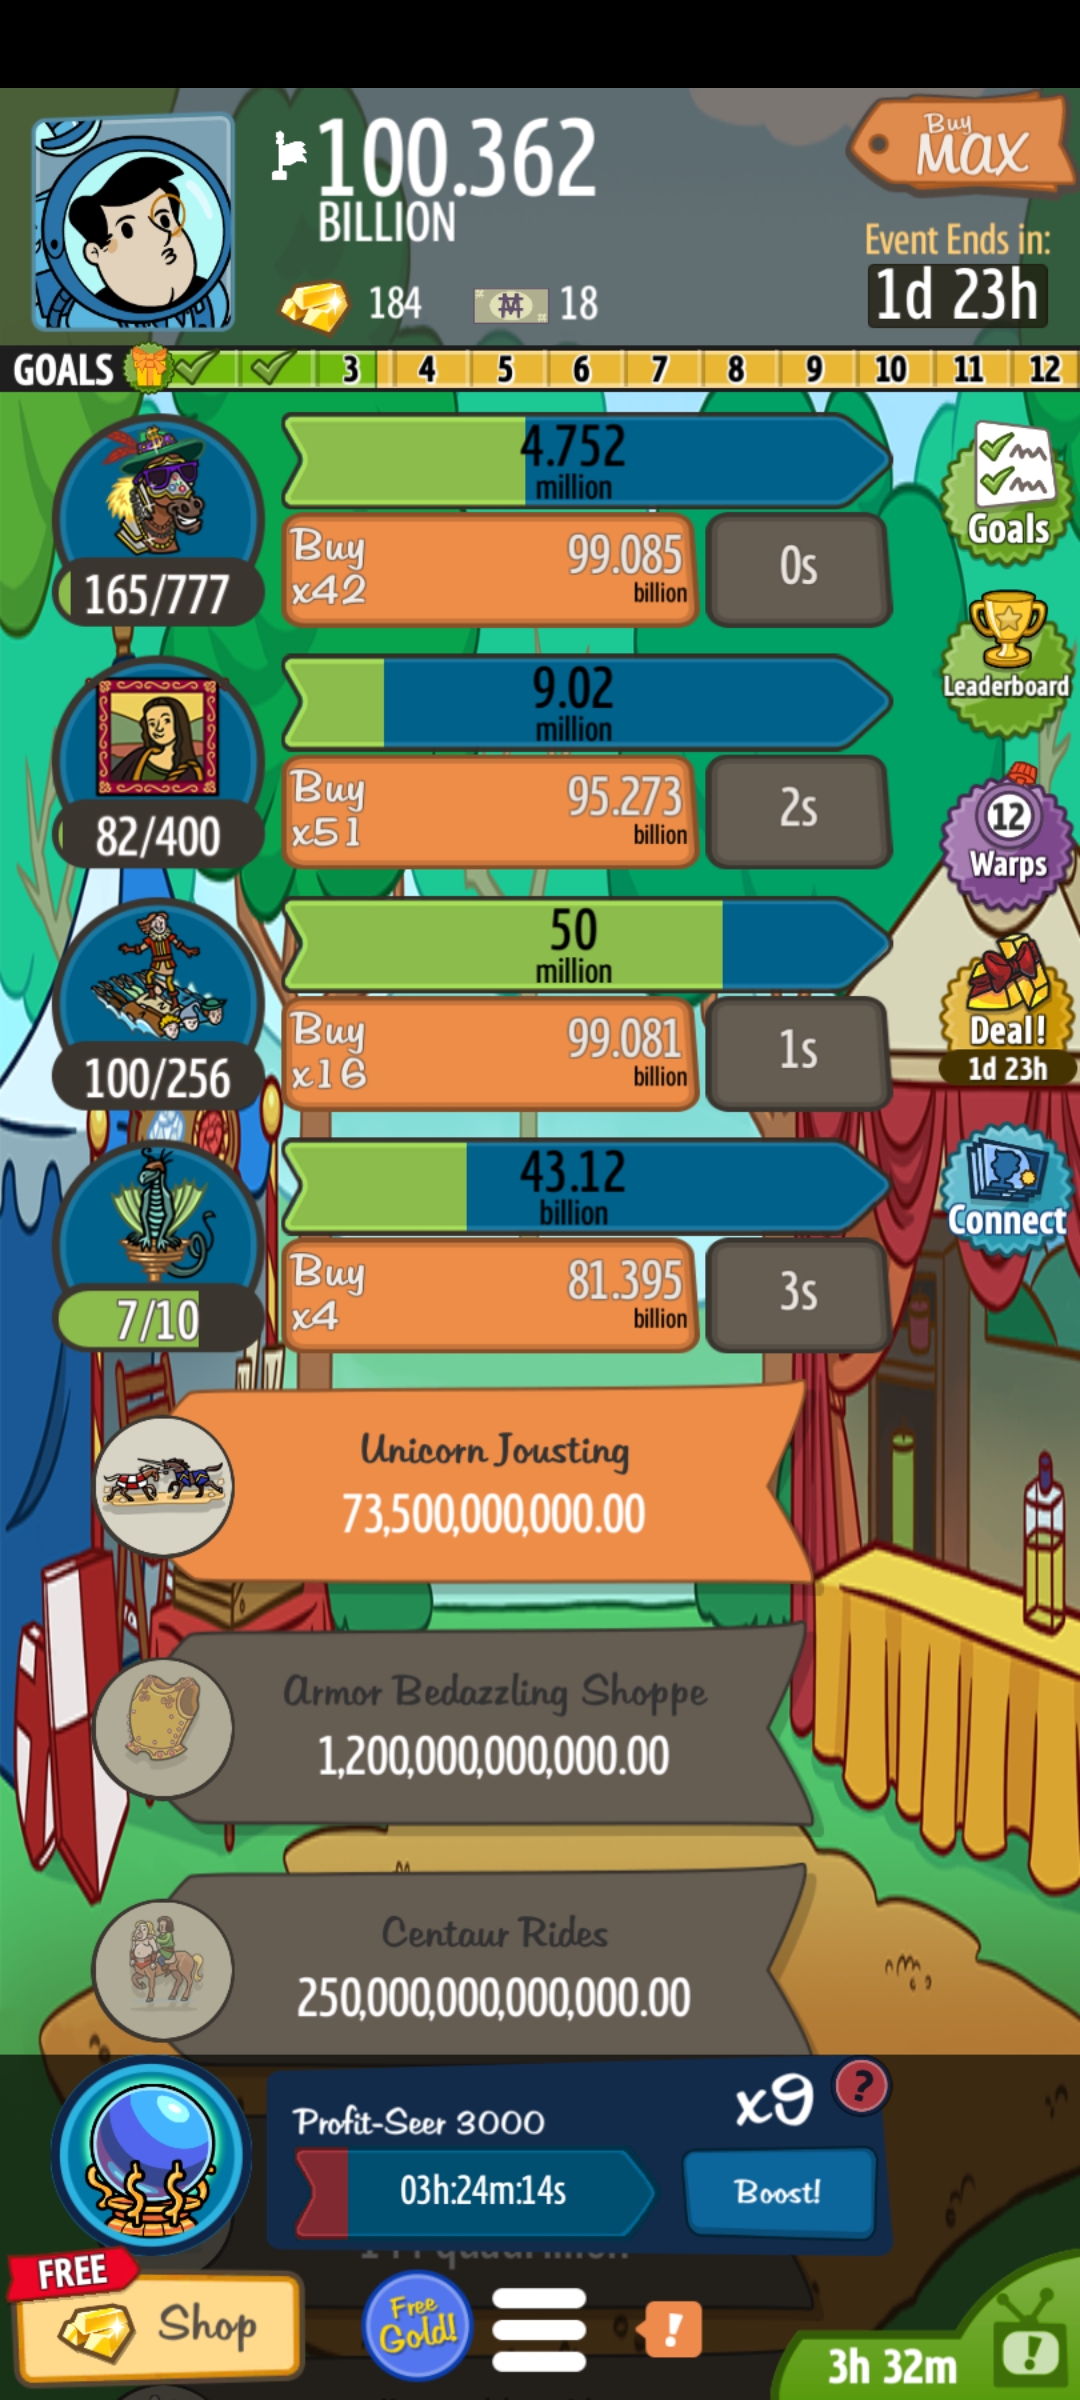 100.362
BILLION
Buy
MAX
184
18
Event Ends in:
1d 23h
GOALS
3
4
5
6
7
8
9
10
11
12
4.752
million
Goals
Buy
x42
99.085
billion
0s
165/777
Leaderboard
9.02
million
Buy
x51
95.273
billion
2s
82/400
12
Warps
50
million
Buy
x16
99.081
billion
1s
100/256
Deal!
1d 23h
43.12
billion
Connect
Buy
x4
81.395
billion
3s
7/10
Unicorn Jousting
73,500,000,000.00
Armor Bedazzling Shoppe
1,200,000,000,000.00
Centaur Rides
250,000,000,000,000.00
Profit-Seer 3000
x9
?
03h:24m:14s
Boost!
FREE
Shop
Free
Gold!
!
3h 32m
!